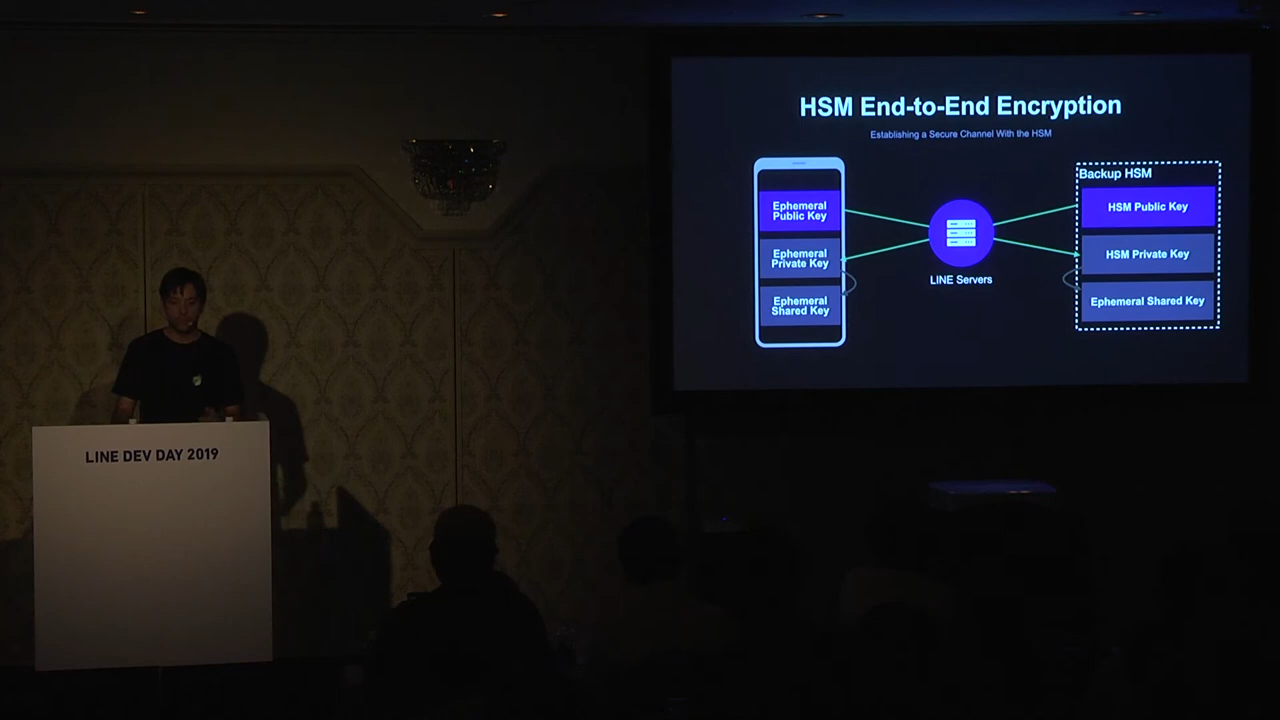 HSM End-to-End Encryption
Establishing a Secure Channel With the HSM
Ephemeral
Public Key
Ephemeral
Private Key
Ephemeral
Shared Key
LINE Servers
Backup HSM
HSM Public Key
HSM Private Key
Ephemeral Shared Key
LINE DEV DAY 2019